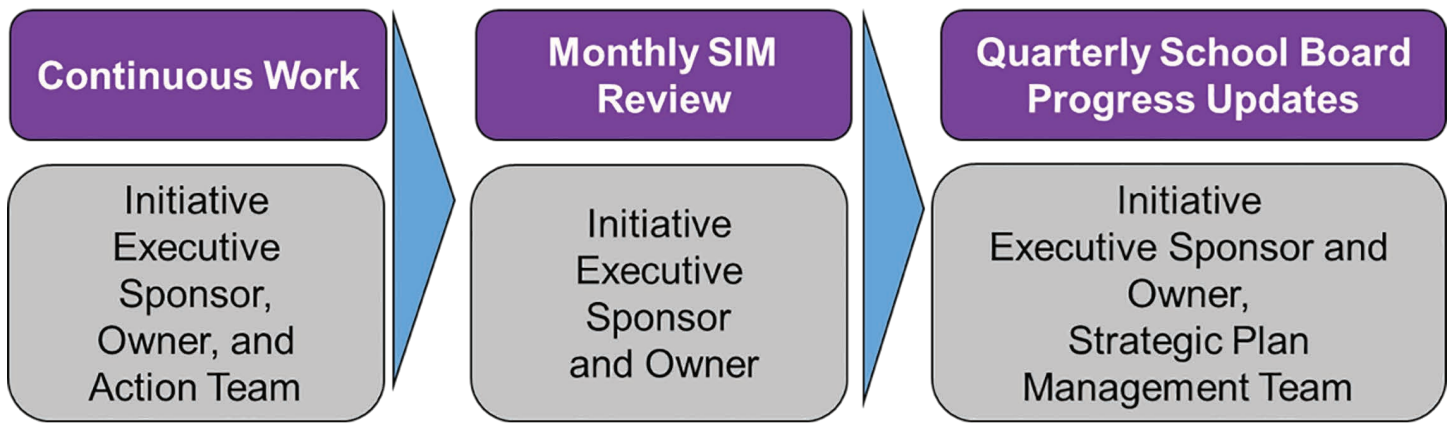 Continuous Work
Initiative
Executive
Sponsor,
Owner, and
Action Team
Monthly SIM
Review
Initiative
Executive
Sponsor
and Owner
Quarterly School Board
Progress Updates
Initiative
Executive Sponsor and
Owner,
Strategic Plan
Management Team